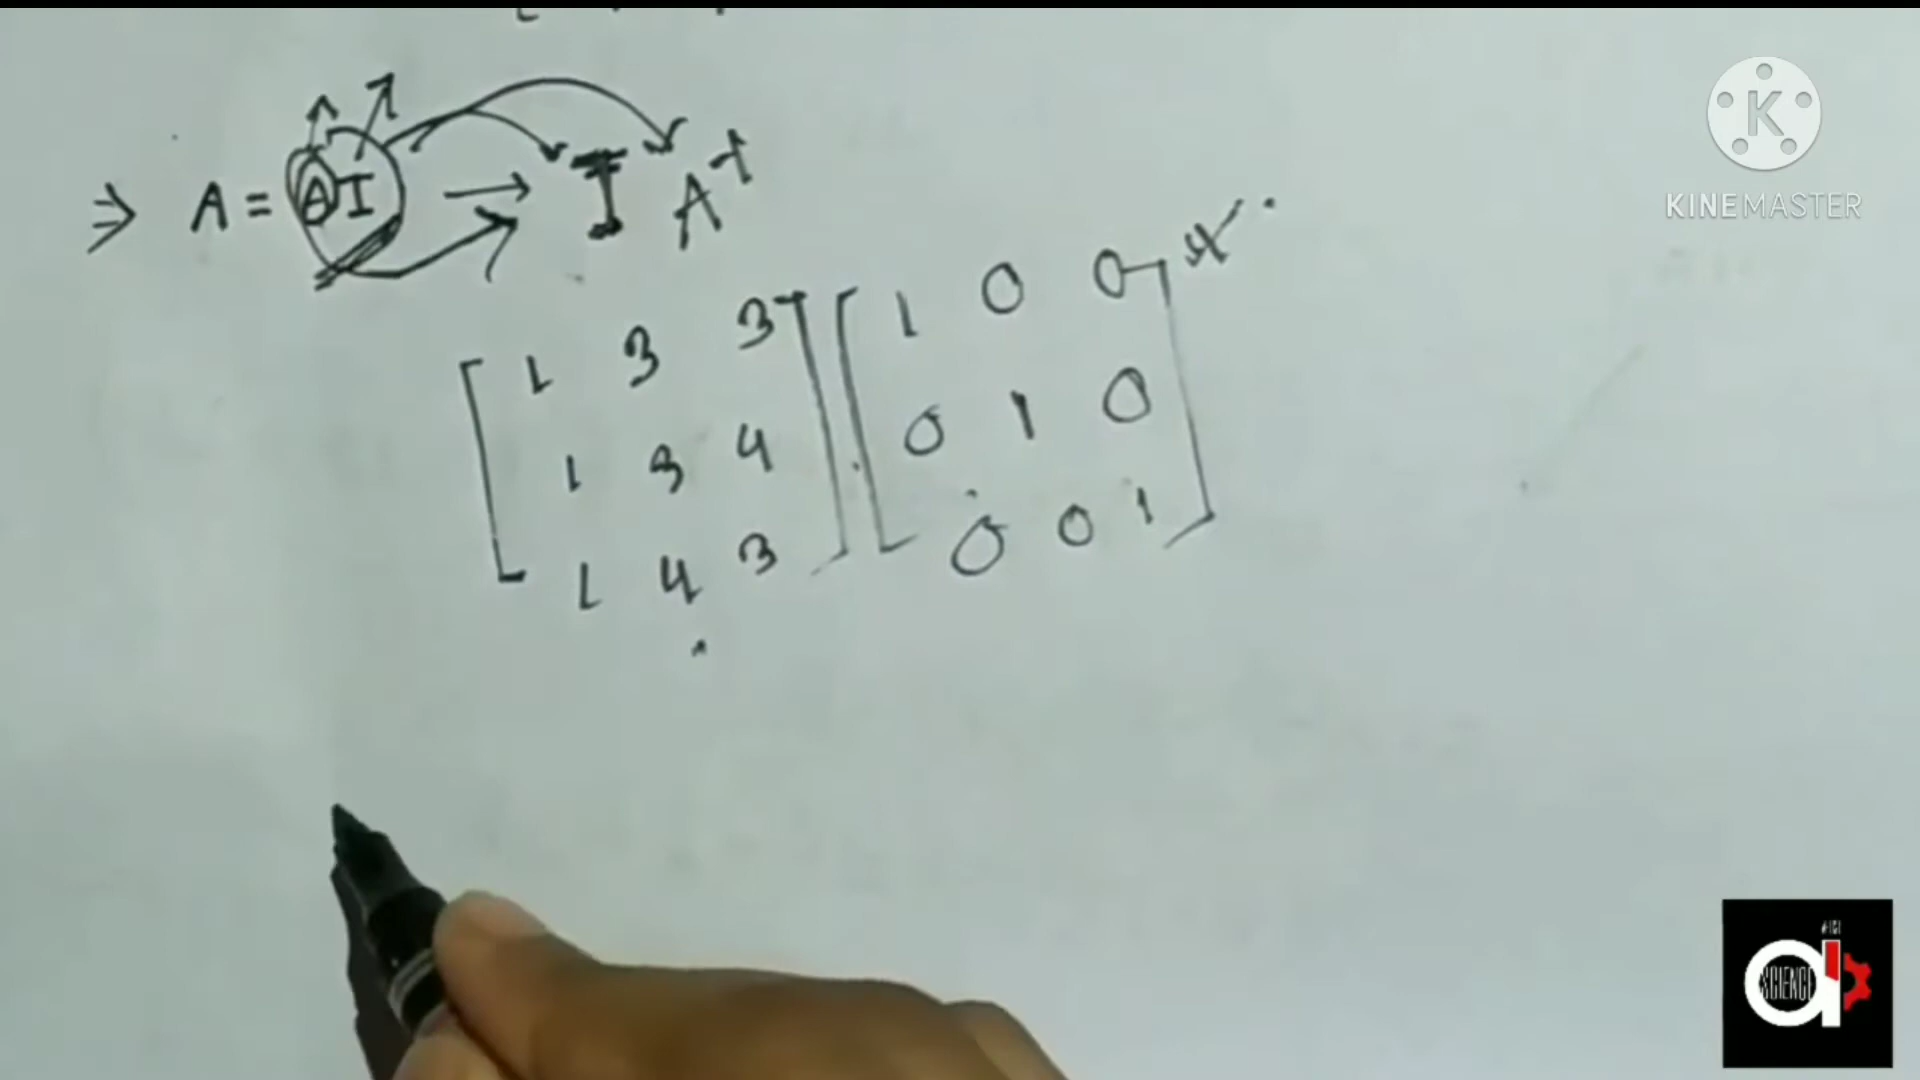 ⇒ A = AI → I A⁻¹
KINEMASTER
[ 1 3 3 ] [ 1 0 0 ]
[ 1 3 4 ] [ 0 1 0 ]
[ 1 4 3 ] [ 0 0 1 ]
SCIENCE